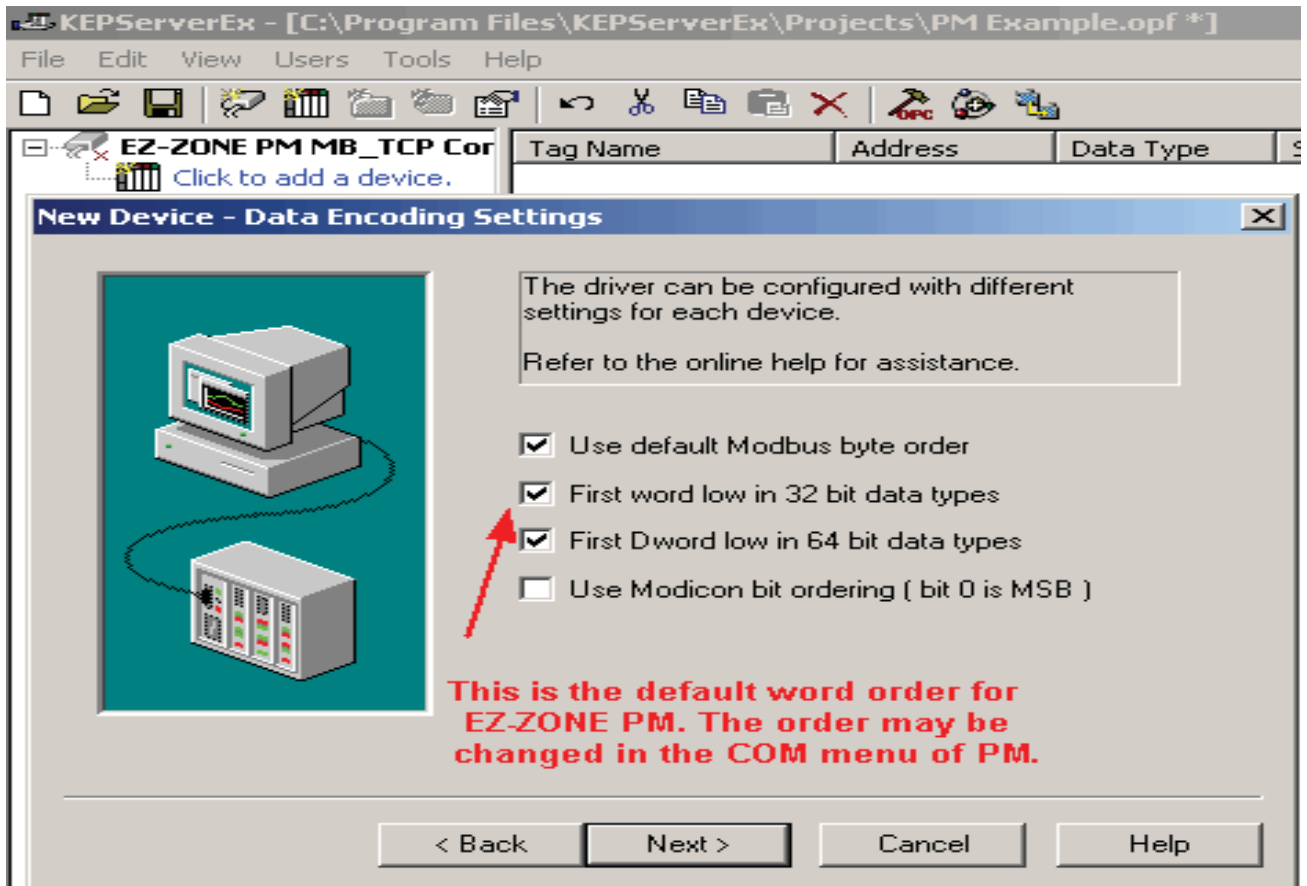 KEPServerEx - [C:\Program Files\KEPServerEx\Projects\PM Example.opf *]
File Edit View Users Tools Help
OPC
EZ-ZONE PM MB_TCP Cor
Tag Name Address Data Type S
Click to add a device.
New Device - Data Encoding Settings
The driver can be configured with different
settings for each device.
Refer to the online help for assistance.
Use default Modbus byte order
First word low in 32 bit data types
First Dword low in 64 bit data types
Use Modicon bit ordering ( bit 0 is MSB )
This is the default word order for
EZ-ZONE PM. The order may be
changed in the COM menu of PM.
< Back Next > Cancel Help